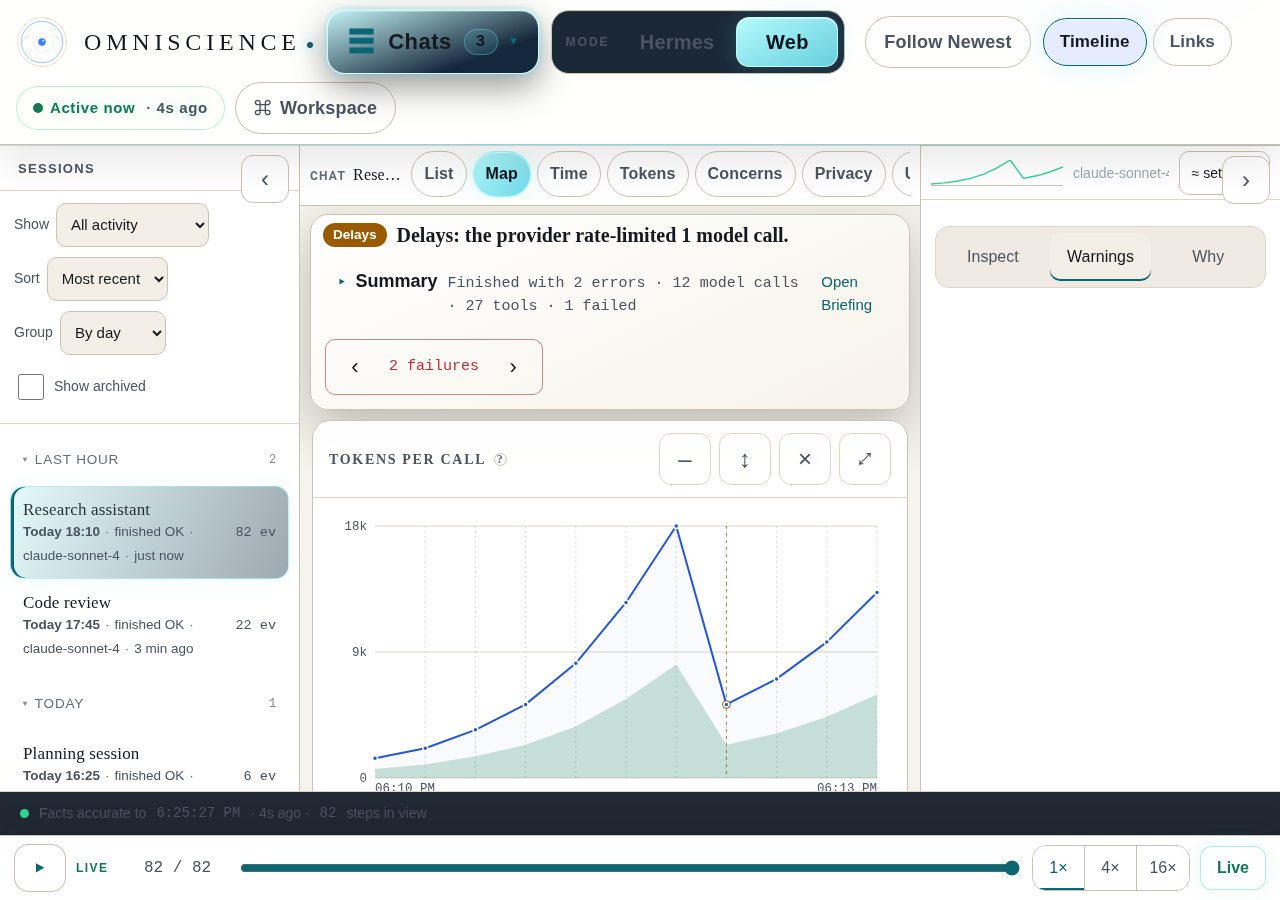 OMNISCIENCE
Chats 3 ▾
MODE Hermes Web
Follow Newest
Timeline
Links
Active now · 4s ago
⌘ Workspace
SESSIONS
‹
Show All activity
Sort Most recent
Group By day
Show archived
▾ LAST HOUR 2
Research assistant
Today 18:10 · finished OK · 82 ev
claude-sonnet-4 · just now
Code review
Today 17:45 · finished OK · 22 ev
claude-sonnet-4 · 3 min ago
▾ TODAY 1
Planning session
Today 16:25 · finished OK · 6 ev
CHAT Rese… List Map Time Tokens Concerns Privacy
Delays Delays: the provider rate-limited 1 model call.
▸ Summary Finished with 2 errors · 12 model calls
· 27 tools · 1 failed
Open
Briefing
‹ 2 failures ›
TOKENS PER CALL ? – ↕ × ⤢
18k
9k
0
06:10 PM 06:13 PM
claude-sonnet-4 ≈ set
›
Inspect Warnings Why
Facts accurate to 6:25:27 PM · 4s ago · 82 steps in view
▸ LIVE 82 / 82 1× 4× 16× Live